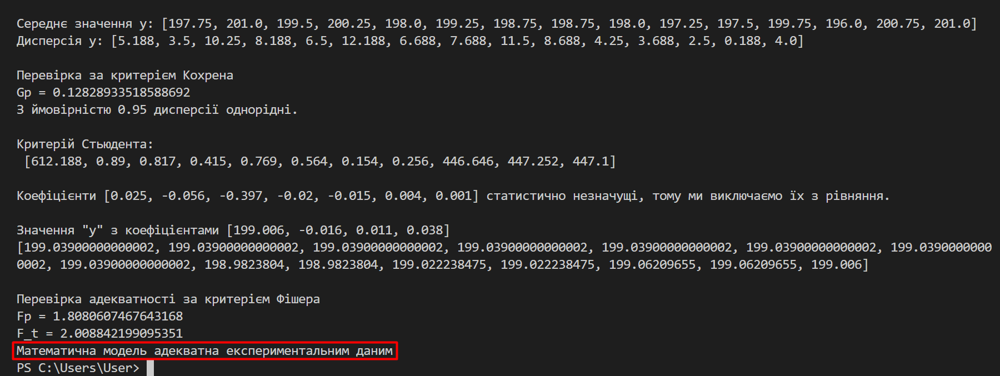 Середнє значення y: [197.75, 201.0, 199.5, 200.25, 198.0, 199.25, 198.75, 198.75, 198.0, 197.25, 197.5, 199.75, 196.0, 200.75, 201.0]
Дисперсія y: [5.188, 3.5, 10.25, 8.188, 6.5, 12.188, 6.688, 7.688, 11.5, 8.688, 4.25, 3.688, 2.5, 0.188, 4.0]
Перевірка за критерієм Кохрена
Gp = 0.12828933518588692
З ймовірністю 0.95 дисперсії однорідні.
Критерій Стьюдента:
[612.188, 0.89, 0.817, 0.415, 0.769, 0.564, 0.154, 0.256, 446.646, 447.252, 447.1]
Коефіцієнти [0.025, -0.056, -0.397, -0.02, -0.015, 0.004, 0.001] статистично незначущі, тому ми виключаємо їх з рівняння.
Значення "y" з коефіцієнтами [199.006, -0.016, 0.011, 0.038]
[199.03900000000002, 199.03900000000002, 199.03900000000002, 199.03900000000002, 199.03900000000002, 199.03900000000002, 199.0390000000
0002, 199.03900000000002, 198.9823804, 198.9823804, 199.022238475, 199.022238475, 199.06209655, 199.06209655, 199.006]
Перевірка адекватності за критерієм Фішера
Fp = 1.8080607467643168
F_t = 2.008842199095351
Математична модель адекватна експериментальним даним
PS C:\Users\User>